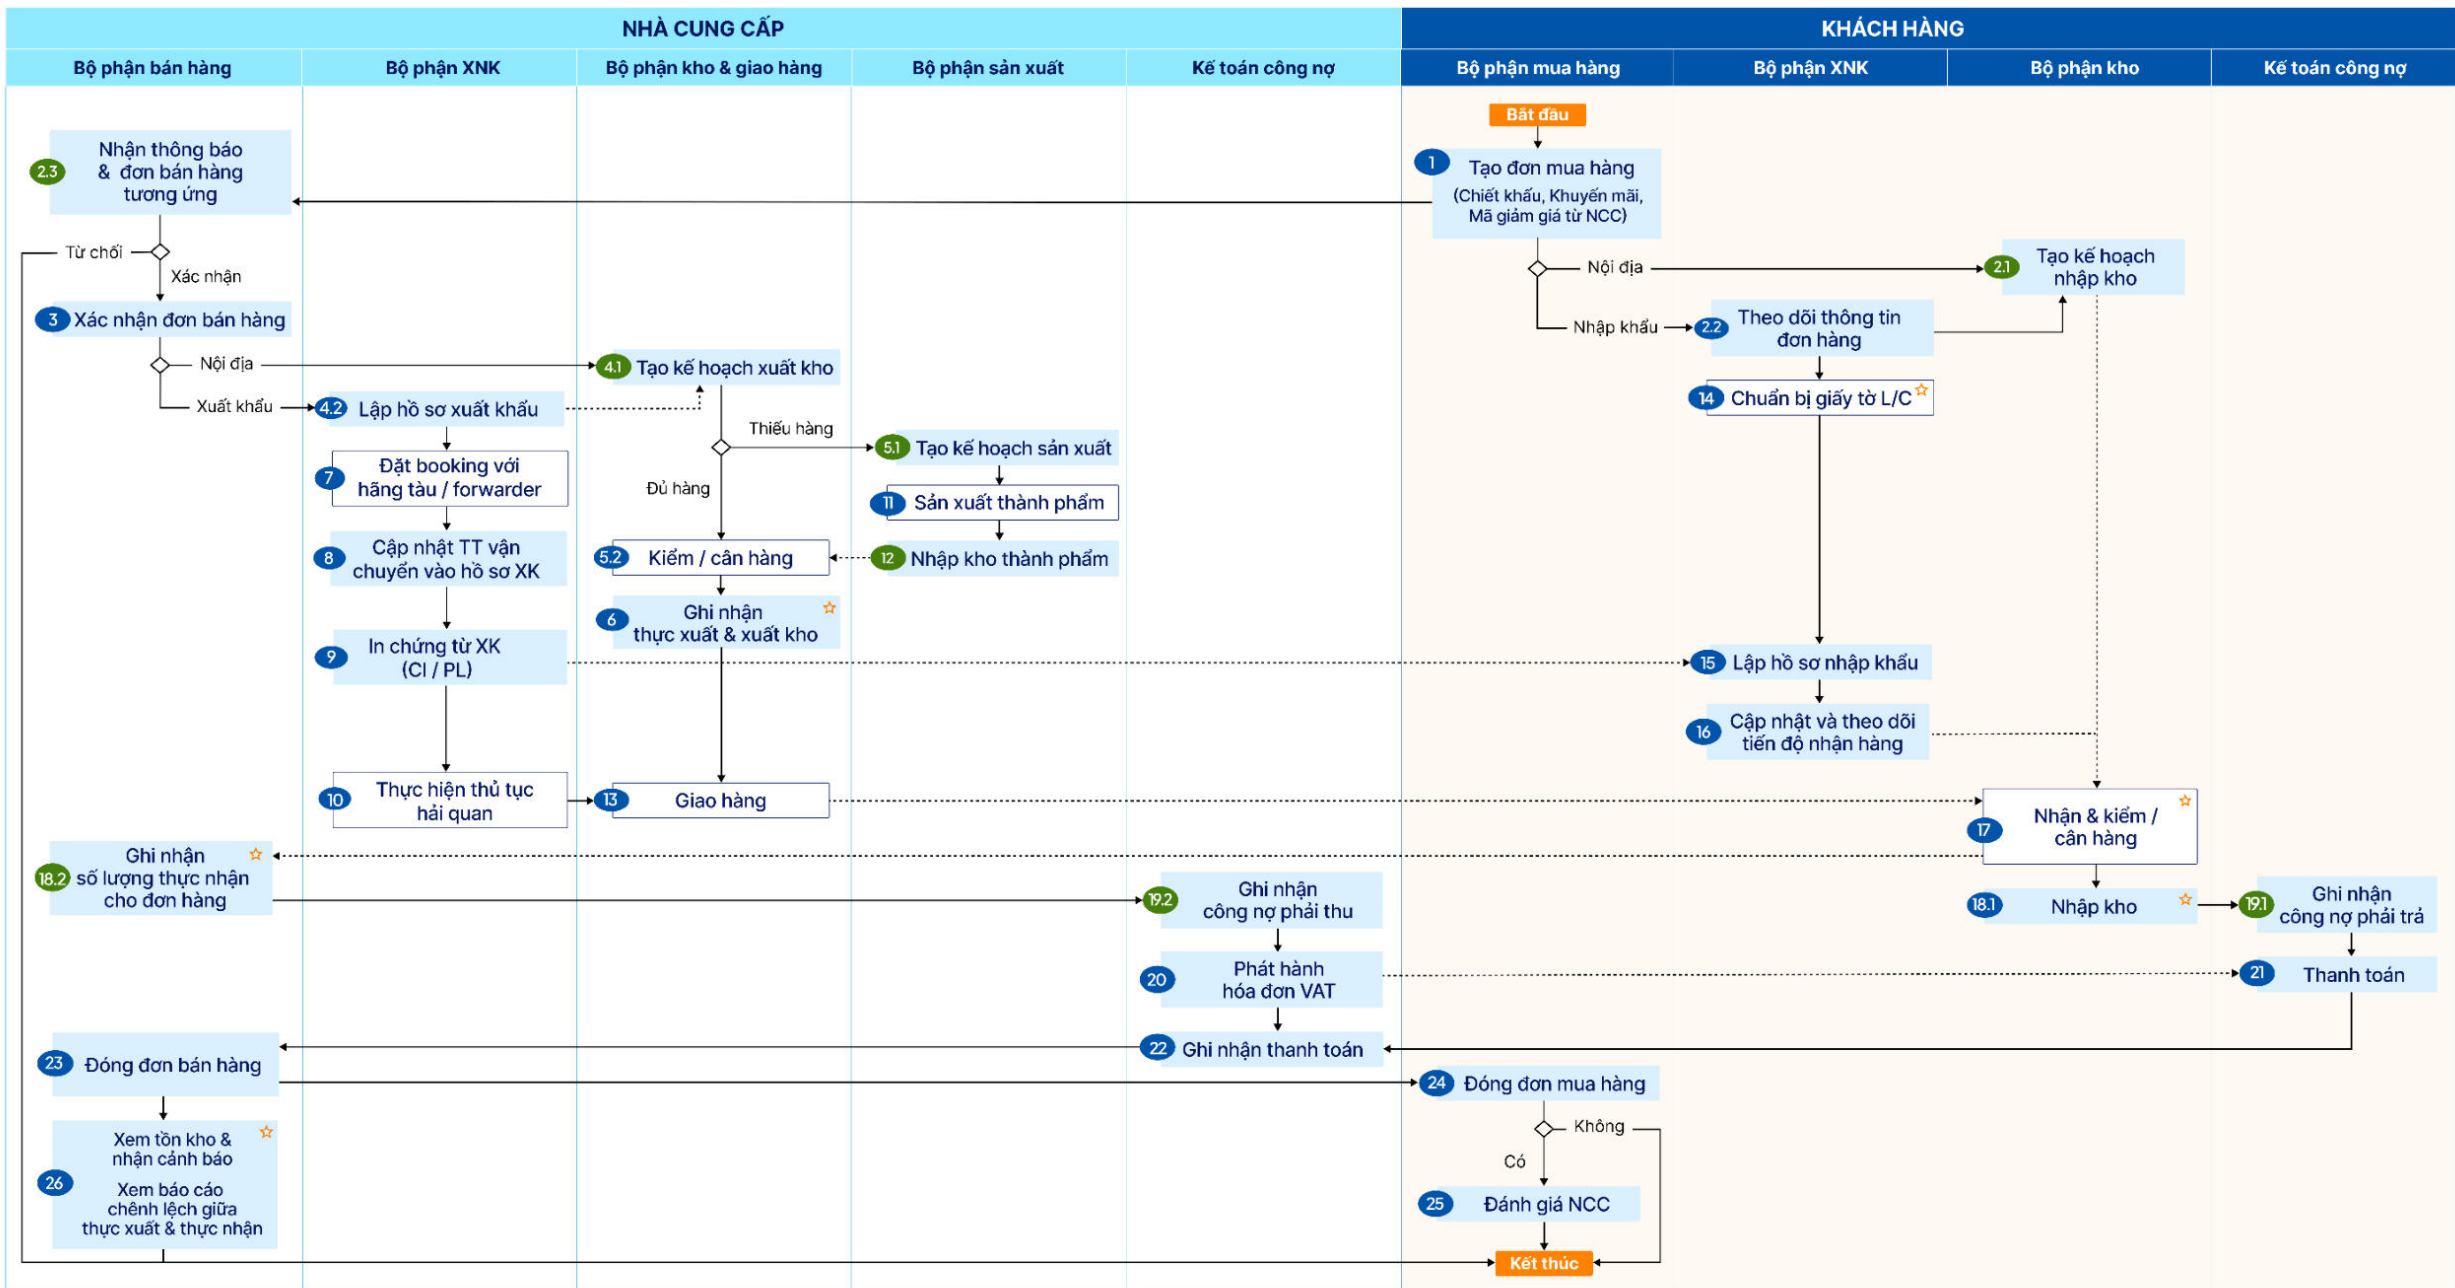 NHÀ CUNG CẤP
KHÁCH HÀNG
Bộ phận bán hàng
Bộ phận XNK
Bộ phận kho & giao hàng
Bộ phận sản xuất
Kế toán công nợ
Bộ phận mua hàng
Bộ phận XNK
Bộ phận kho
Kế toán công nợ
Bắt đầu
1
Tạo đơn mua hàng
(Chiết khấu, Khuyến mãi,
Mã giảm giá từ NCC)
2.3
Nhận thông báo
& đơn bán hàng
tương ứng
Từ chối
Xác nhận
Nội địa
2.1
Tạo kế hoạch
nhập kho
Nhập khẩu
2.2
Theo dõi thông tin
đơn hàng
3
Xác nhận đơn bán hàng
Nội địa
4.1
Tạo kế hoạch xuất kho
Xuất khẩu
4.2
Lập hồ sơ xuất khẩu
14
Chuẩn bị giấy tờ L/C
Thiếu hàng
5.1
Tạo kế hoạch sản xuất
7
Đặt booking với
hãng tàu / forwarder
Đủ hàng
11
Sản xuất thành phẩm
8
Cập nhật TT vận
chuyển vào hồ sơ XK
5.2
Kiểm / cân hàng
12
Nhập kho thành phẩm
6
Ghi nhận
thực xuất & xuất kho
9
In chứng từ XK
(CI / PL)
15
Lập hồ sơ nhập khẩu
16
Cập nhật và theo dõi
tiến độ nhận hàng
10
Thực hiện thủ tục
hải quan
13
Giao hàng
17
Nhận & kiểm /
cân hàng
18.2
Ghi nhận
số lượng thực nhận
cho đơn hàng
19.2
Ghi nhận
công nợ phải thu
18.1
Nhập kho
19.1
Ghi nhận
công nợ phải trả
20
Phát hành
hóa đơn VAT
21
Thanh toán
22
Ghi nhận thanh toán
23
Đóng đơn bán hàng
24
Đóng đơn mua hàng
Không
Có
26
Xem tồn kho &
nhận cảnh báo
Xem báo cáo
chênh lệch giữa
thực xuất & thực nhận
25
Đánh giá NCC
Kết thúc